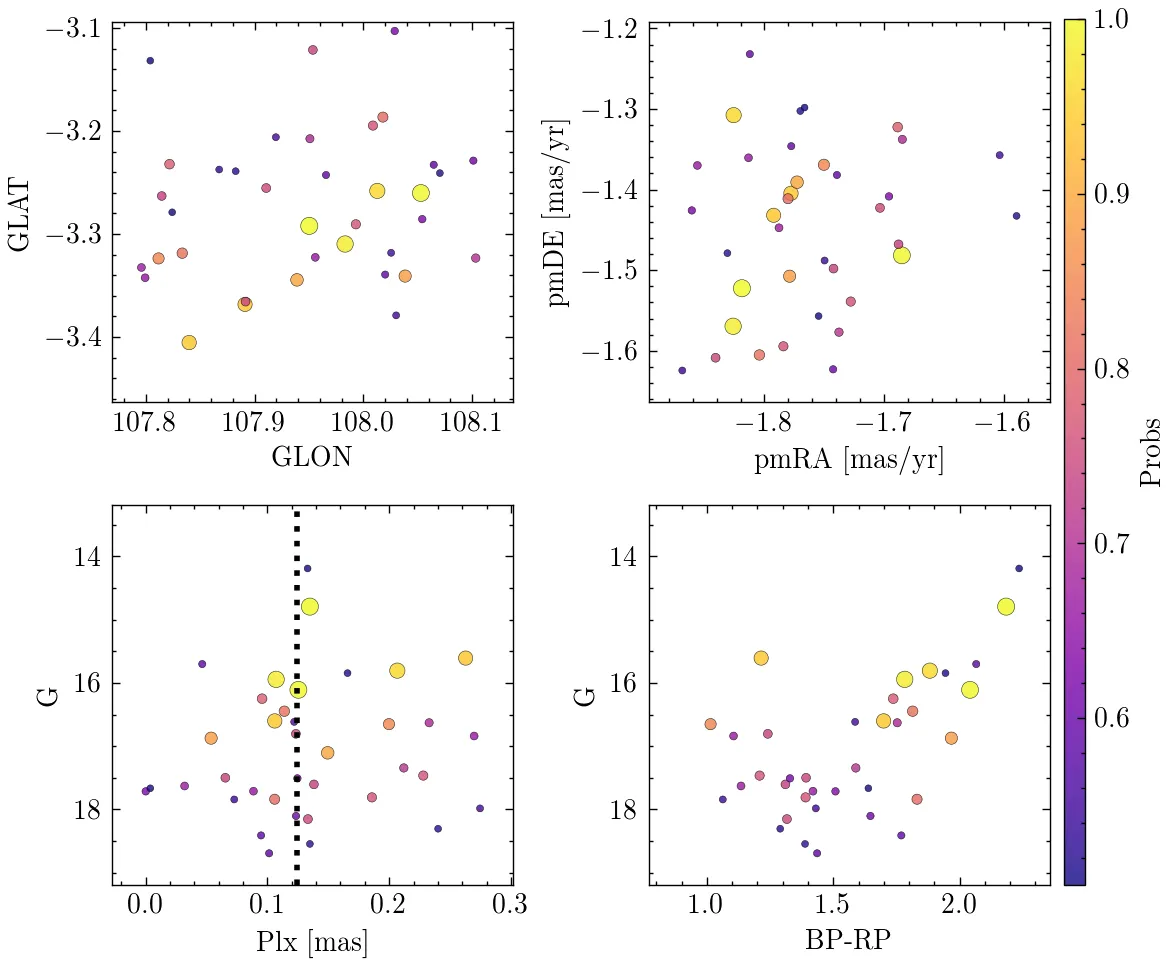 −3.1
−3.2
−3.3
−3.4
GLAT
107.8 107.9 108.0 108.1
GLON
−1.2
−1.3
−1.4
−1.5
−1.6
pmDE [mas/yr]
−1.8 −1.7 −1.6
pmRA [mas/yr]
14
16
18
G
0.0 0.1 0.2 0.3
Plx [mas]
14
16
18
G
1.0 1.5 2.0
BP-RP
1.0
0.9
0.8
0.7
0.6
Probs